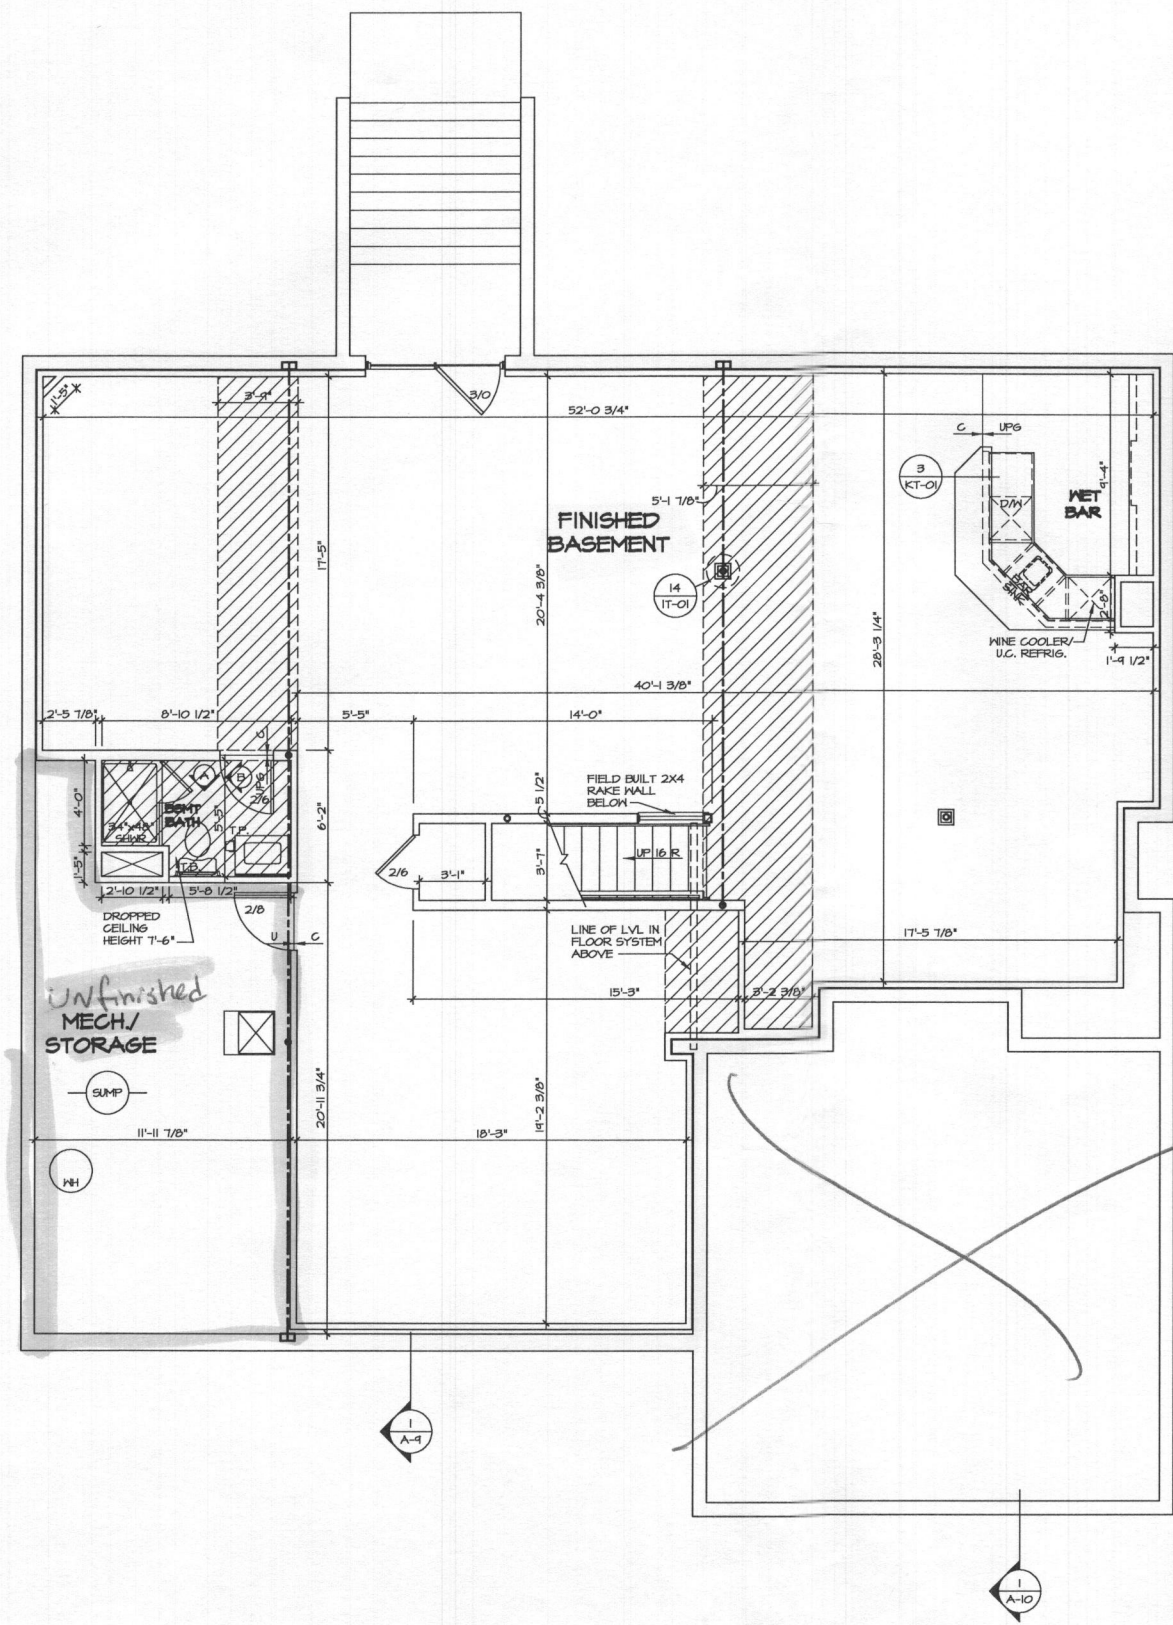 3'-9"
3/0
1'-5"
52'-0 3/4"
C
UPG
3
KT-01
D/W
9'-4"
WET
BAR
5'-1 7/8"
FINISHED
BASEMENT
17'-5"
14
IT-01
20'-4 3/8"
BAR
SINK
2'-8"
WINE COOLER/
U.C. REFRIG.
28'-3 1/4"
1'-9 1/2"
40'-1 3/8"
2'-5 7/8"
8'-10 1/2"
5'-5"
14'-0"
C
UPG
A
B
2/6
4'-0"
BSMT
BATH
5'-5"
34"x48"
SHWR
T.P.
T.B.
6'-2"
5 1/2"
FIELD BUILT 2X4
RAKE WALL
BELOW
UP 16 R
3'-7"
2/6
3'-1"
1'-5"
2'-10 1/2"
5'-8 1/2"
2/8
DROPPED
CEILING
HEIGHT 7'-6"
U
C
LINE OF LVL IN
FLOOR SYSTEM
ABOVE
17'-5 7/8"
15'-3"
3'-2 3/8"
Unfinished
MECH./
STORAGE
SUMP
20'-11 3/4"
19'-2 3/8"
11'-11 7/8"
18'-3"
WH
1
A-9
1
A-10